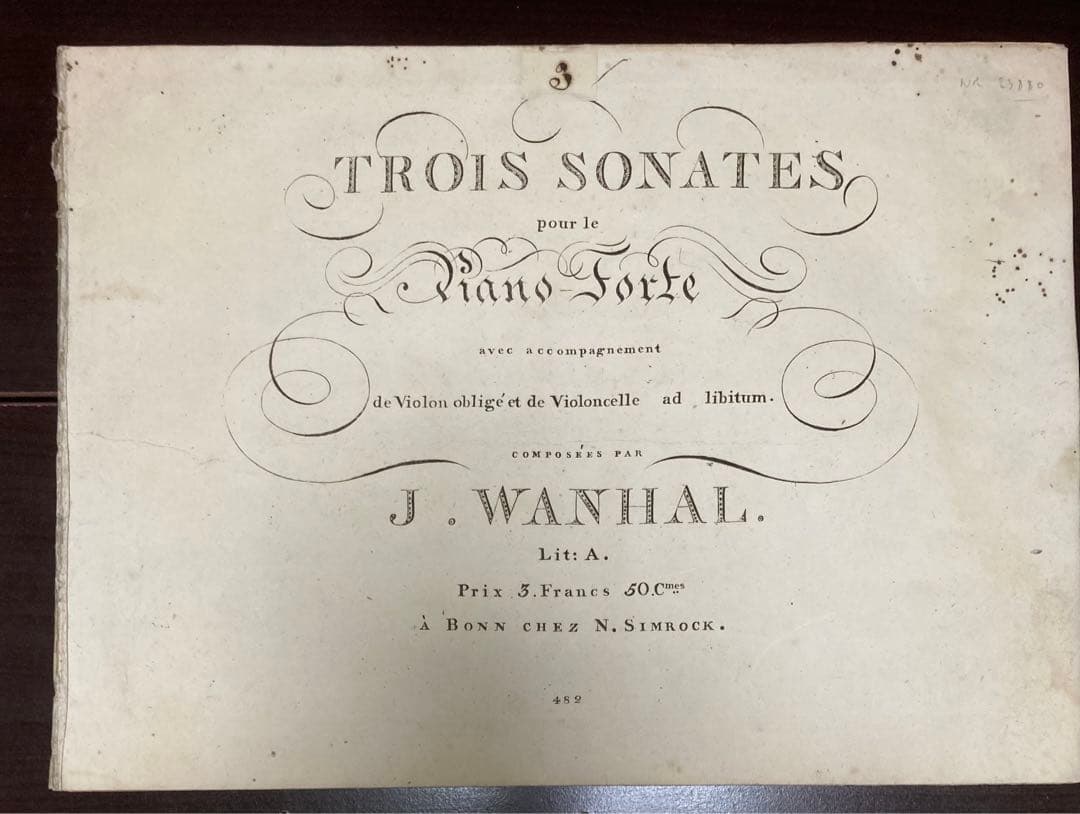 3
TROIS SONATES
pour le
Piano-Forte
avec accompagnement
de Violon obligé et de Violoncelle ad libitum.
COMPOSÉES PAR
J. WANHAL.
Lit: A.
Prix 3. Francs 50. Cmes
À BONN CHEZ N. SIMROCK.
482